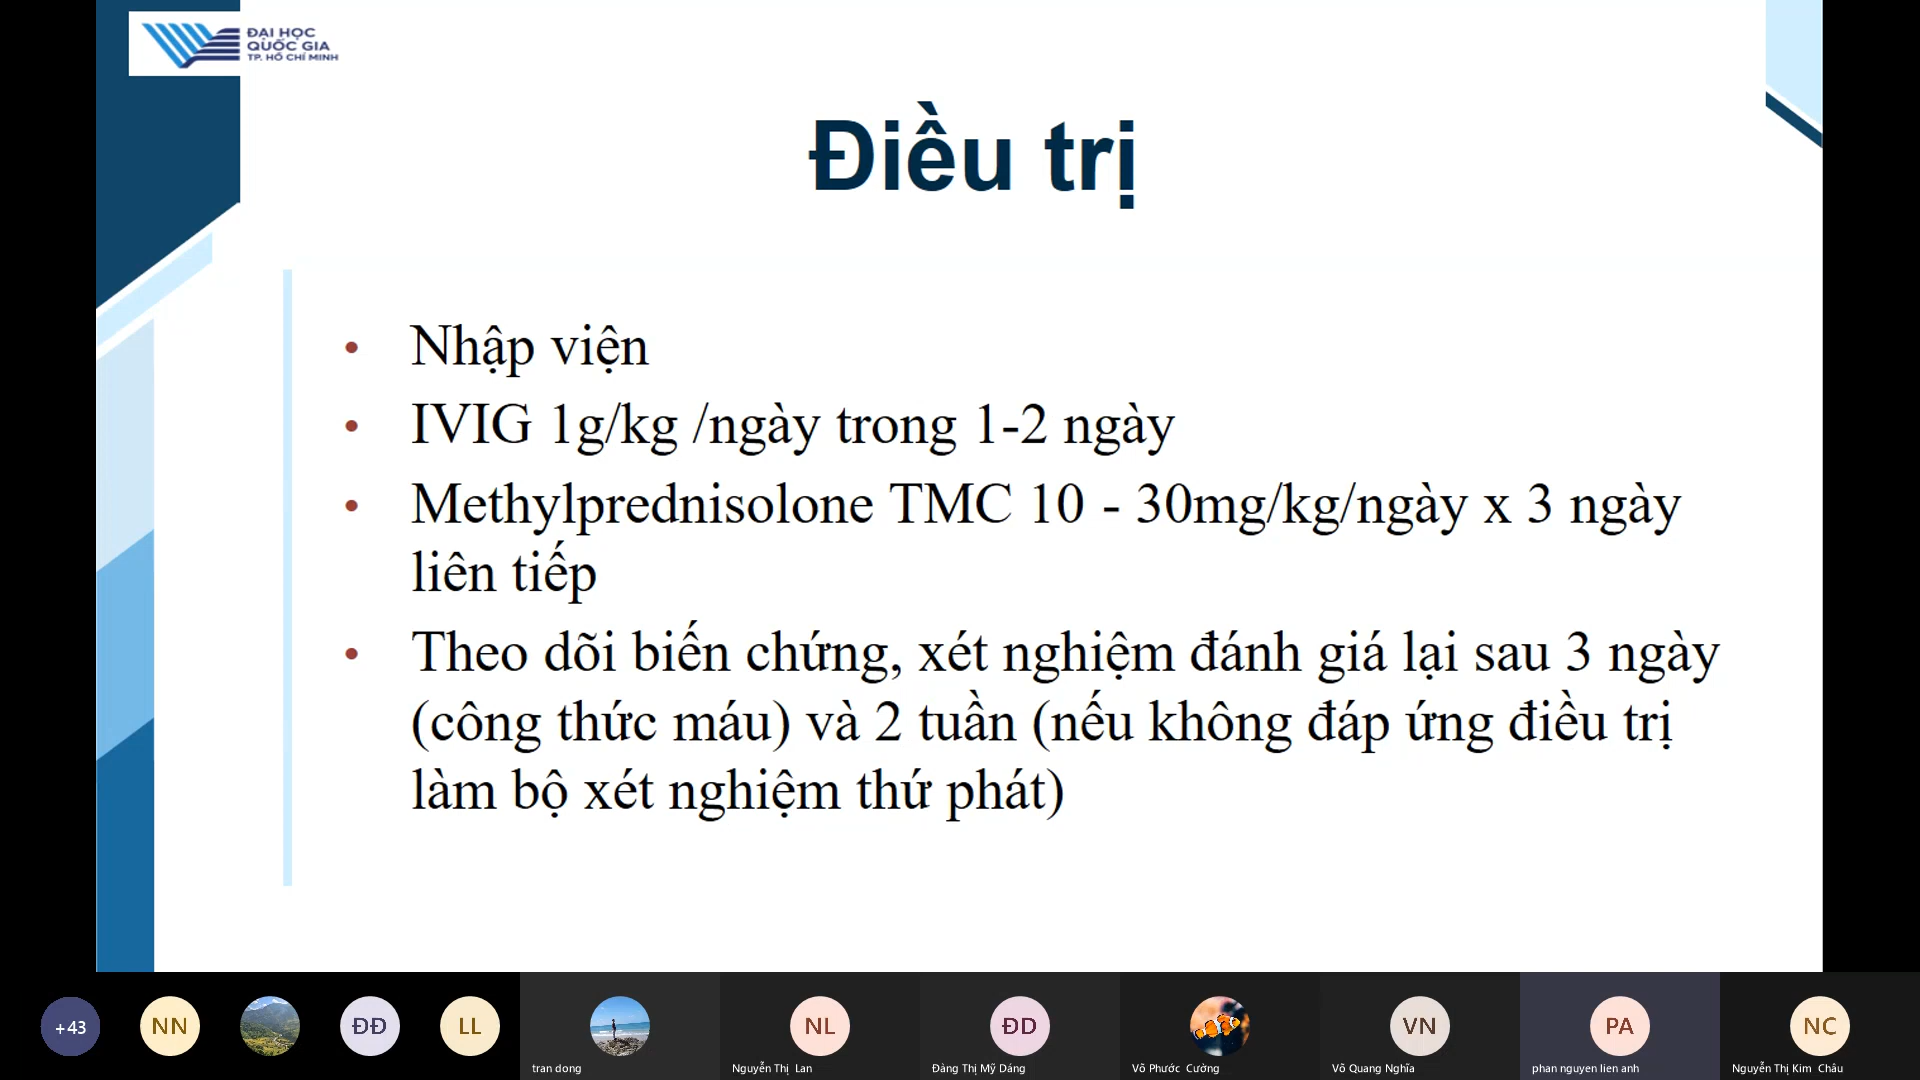 ĐẠI HỌC
QUỐC GIA
TP. HỒ CHÍ MINH
Điều trị
• Nhập viện
• IVIG 1g/kg /ngày trong 1-2 ngày
• Methylprednisolone TMC 10 - 30mg/kg/ngày x 3 ngày
liên tiếp
• Theo dõi biến chứng, xét nghiệm đánh giá lại sau 3 ngày
(công thức máu) và 2 tuần (nếu không đáp ứng điều trị
làm bộ xét nghiệm thứ phát)
+43
NN
ĐĐ
LL
tran dong
NL
Nguyễn Thị Lan
ĐD
Đàng Thị Mỹ Dáng
Võ Phước Cường
VN
Võ Quang Nghĩa
PA
phan nguyen lien anh
NC
Nguyễn Thị Kim Châu